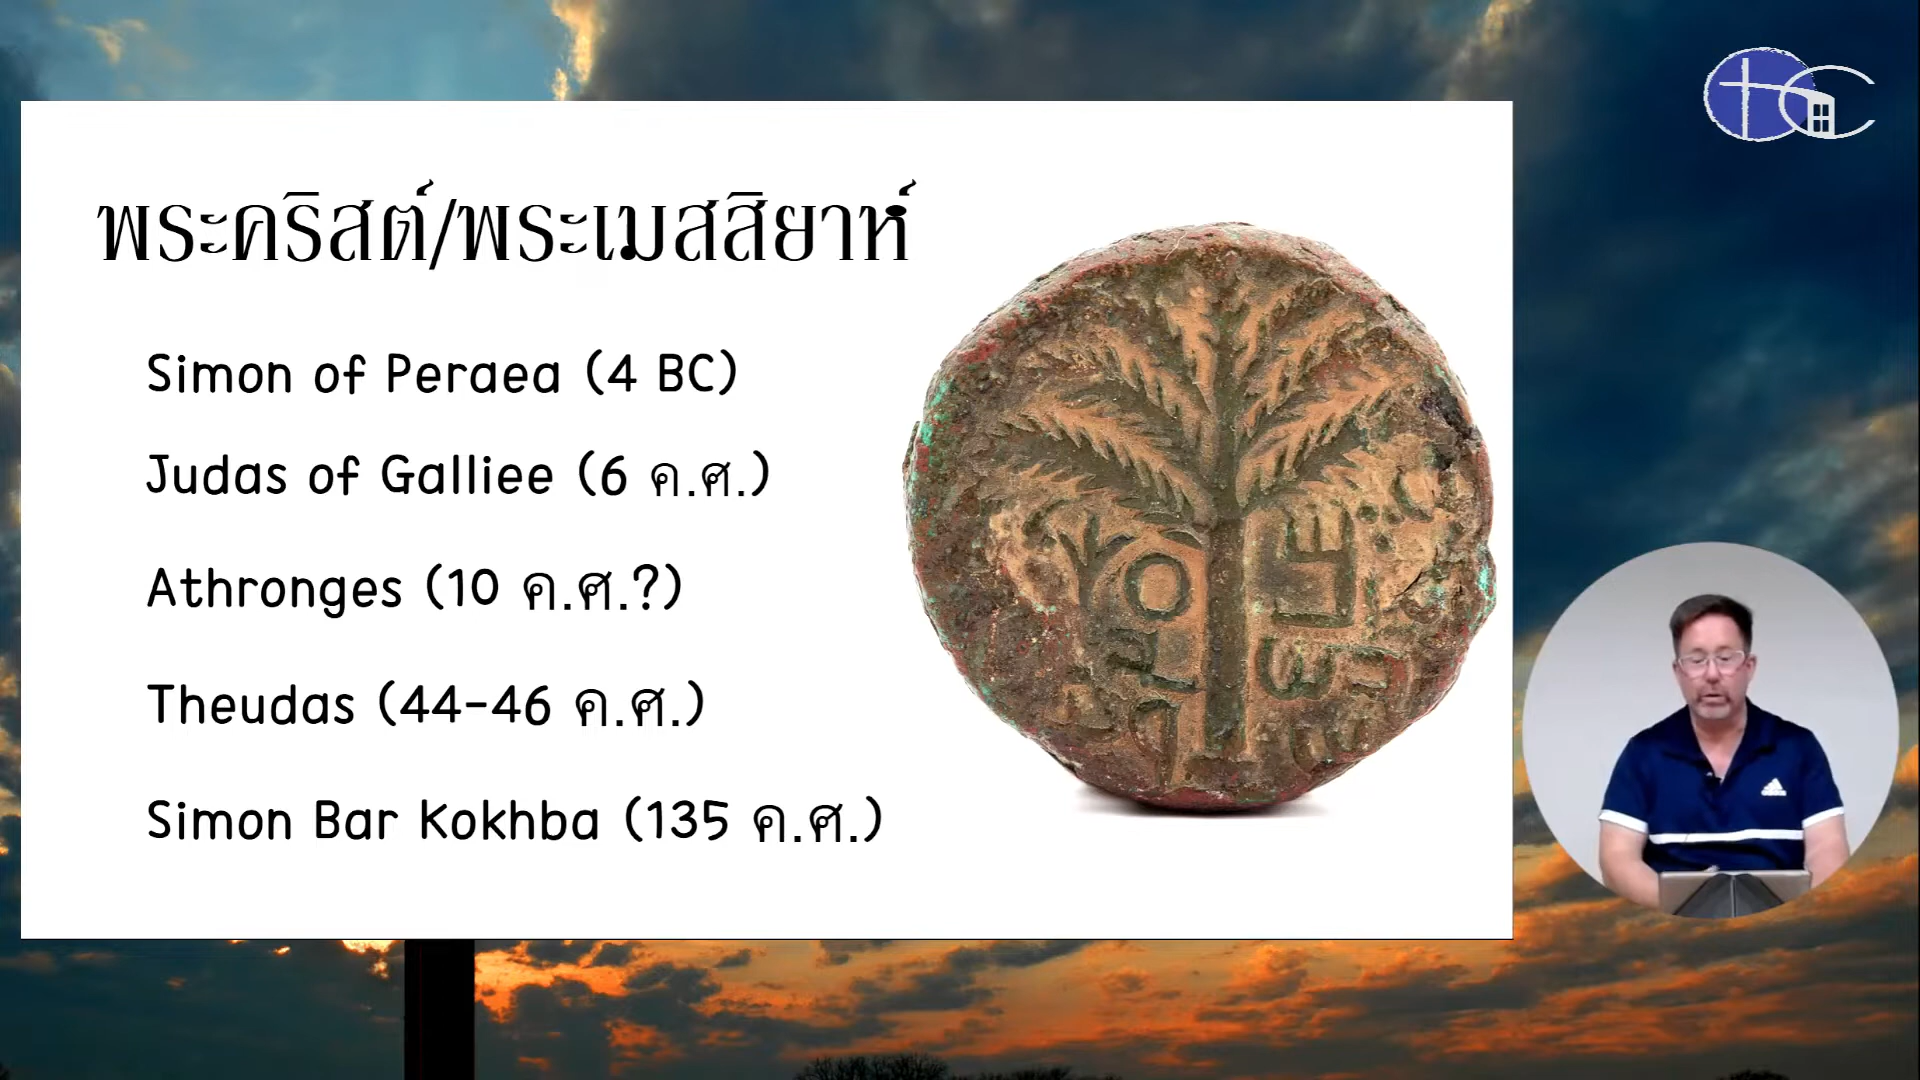 พระคริสต์/พระเมสสิยาห์
Simon of Peraea (4 BC)
Judas of Galliee (6 ค.ศ.)
Athronges (10 ค.ศ.?)
Theudas (44-46 ค.ศ.)
Simon Bar Kokhba (135 ค.ศ.)